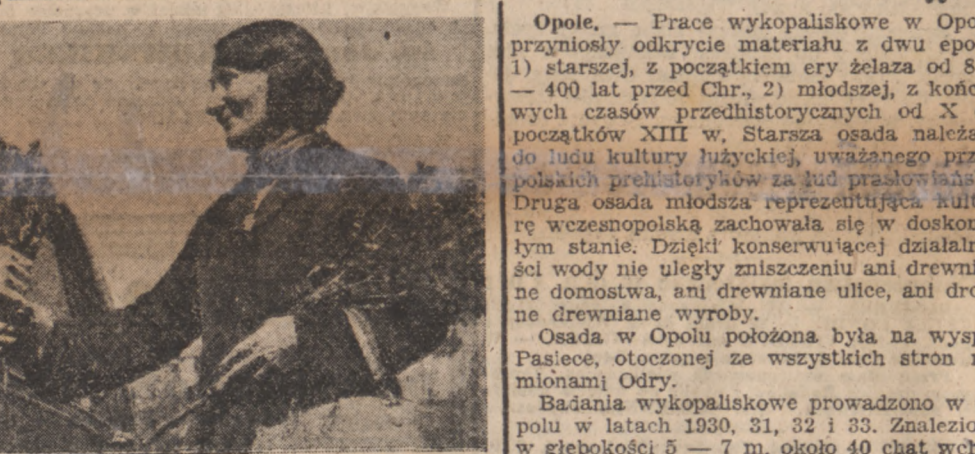 Opole. — Prace wykopaliskowe w Opo
przyniosły odkrycie materiału z dwu epo
1) starszej, z początkiem ery żelaza od 8
— 400 lat przed Chr., 2) młodszej, z końc
wych czasów przedhistorycznych od X
początków XIII w. Starsza osada należa
do ludu kultury łużyckiej, uważanego prz
polskich prehistoryków za lud prasłowiańs
Druga osada młodsza reprezentująca kult
rę wczesnopolską zachowała się w doskon
łym stanie. Dzięki konserwującej działaln
ści wody nie uległy zniszczeniu ani drewni
ne domostwa, ani drewniane ulice, ani dro
ne drewniane wyroby.
Osada w Opolu położona była na wysp
Pasiece, otoczonej ze wszystkich stron
mionami Odry.
Badania wykopaliskowe prowadzono w
polu w latach 1930, 31, 32 i 33. Znalezio
w głębokości 5 — 7 m. około 40 chat wch